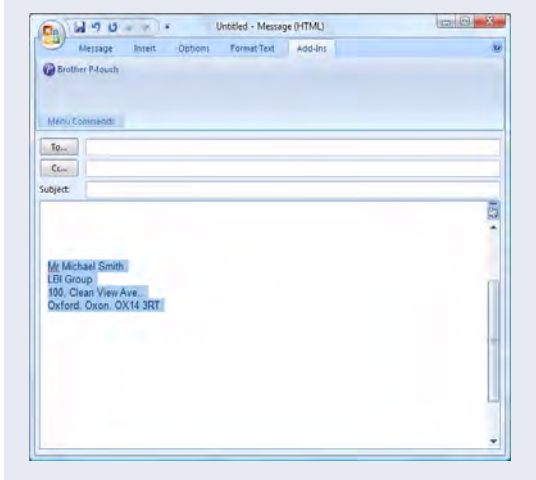 Untitled - Message (HTML)
Message Insert Options Format Text Add-Ins
Brother P-touch
Menu Commands
To...
Cc...
Subject:
Mr Michael Smith
LBI Group
100, Clean View Ave.,
Oxford, Oxon. OX14 3RT